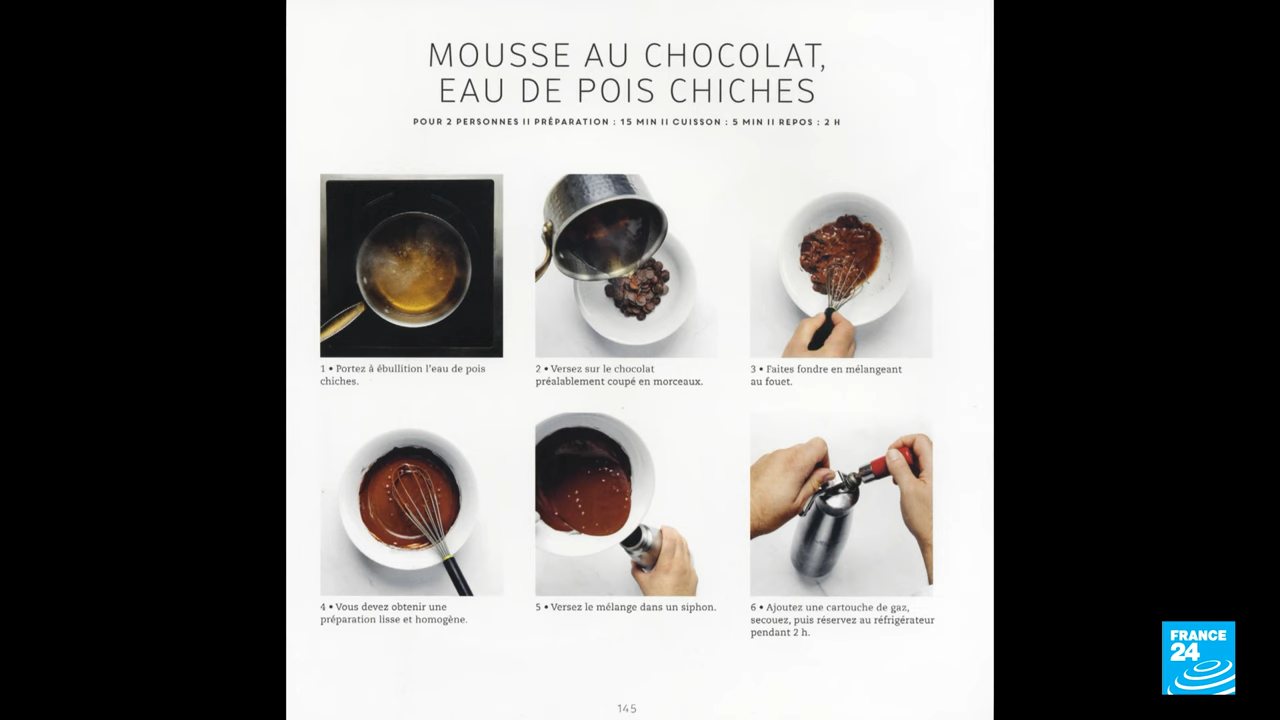 MOUSSE AU CHOCOLAT,
EAU DE POIS CHICHES
POUR 2 PERSONNES II PRÉPARATION : 15 MIN II CUISSON : 5 MIN II REPOS : 2 H
1 • Portez à ébullition l'eau de pois
chiches.
2 • Versez sur le chocolat
préalablement coupé en morceaux.
3 • Faites fondre en mélangeant
au fouet.
4 • Vous devez obtenir une
préparation lisse et homogène.
5 • Versez le mélange dans un siphon.
6 • Ajoutez une cartouche de gaz,
secouez, puis réservez au réfrigérateur
pendant 2 h.
145
FRANCE
24